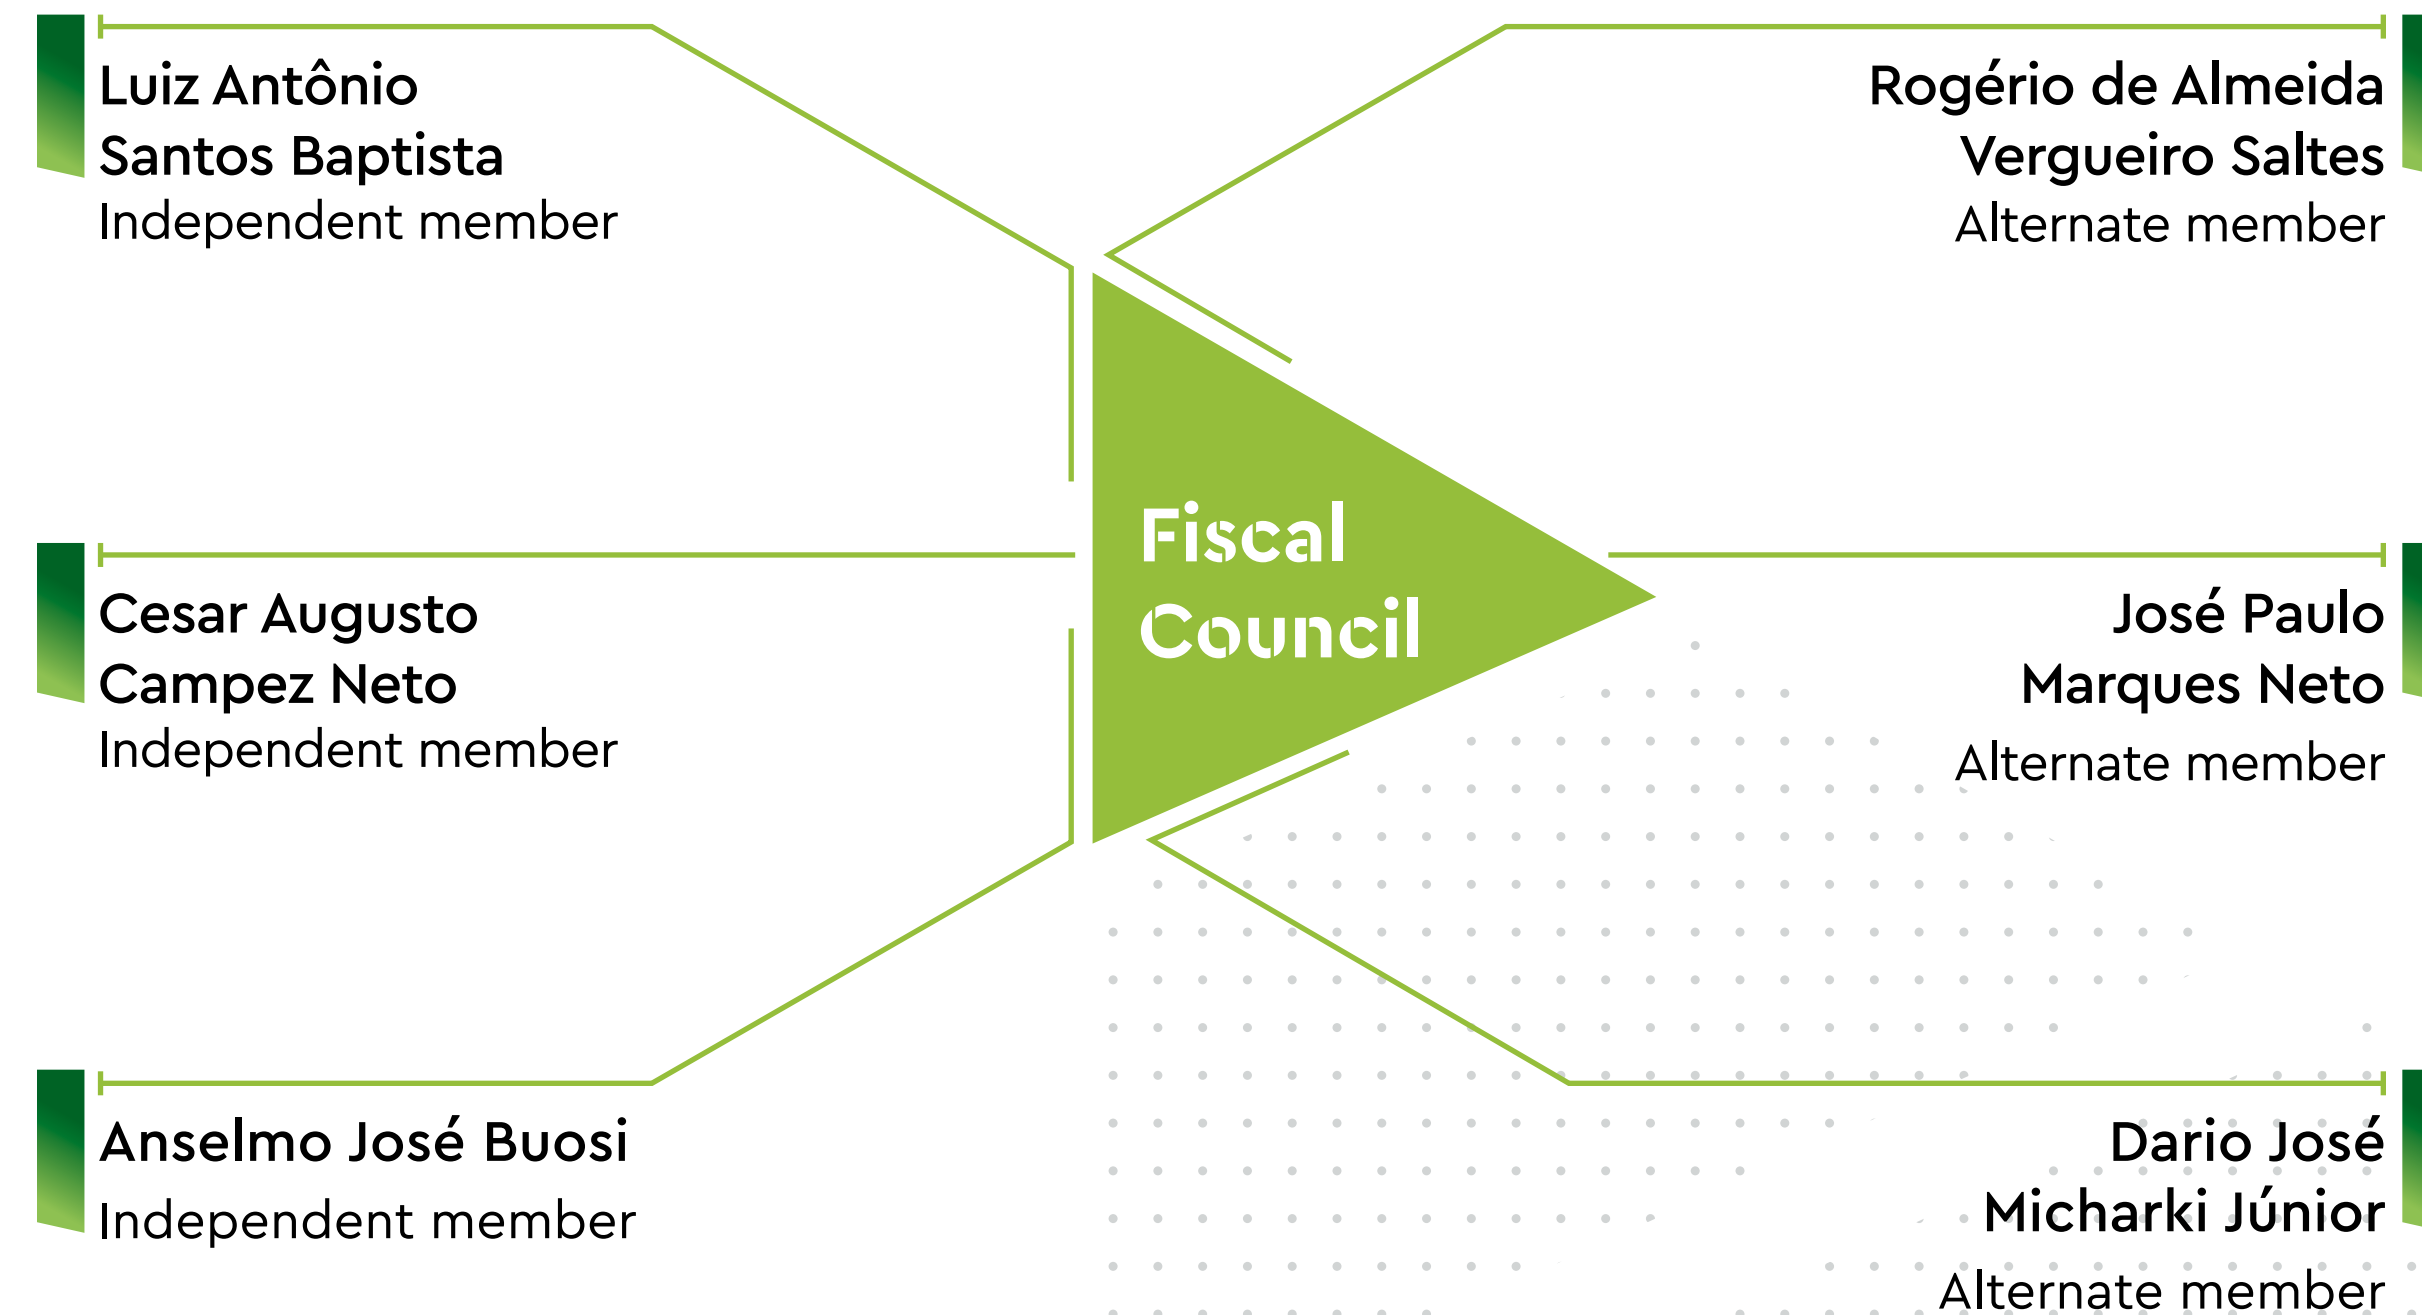 Luiz Antônio
Santos Baptista
Independent member
Rogério de Almeida
Vergueiro Saltes
Alternate member
Fiscal
Council
Cesar Augusto
Campez Neto
Independent member
José Paulo
Marques Neto
Alternate member
Anselmo José Buosi
Independent member
Dario José
Micharki Júnior
Alternate member